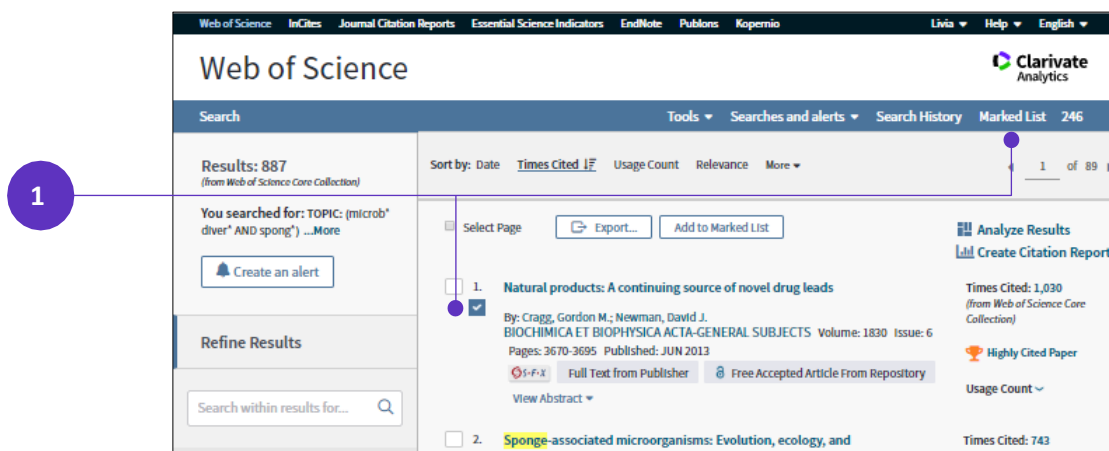 Web of Science InCites Journal Citation Reports Essential Science Indicators EndNote Publons Kopernio Livia Help English
Web of Science
Clarivate
Analytics
Search Tools Searches and alerts Search History Marked List 246
Results: 887
(from Web of Science Core Collection)
You searched for: TOPIC: (microb*
diver* AND spong*) ...More
Create an alert
Refine Results
Search within results for...
1
Sort by: Date Times Cited Usage Count Relevance More
1 of 89
Select Page Export... Add to Marked List
Analyze Results
Create Citation Report
1. Natural products: A continuing source of novel drug leads
By: Cragg, Gordon M.; Newman, David J.
BIOCHIMICA ET BIOPHYSICA ACTA-GENERAL SUBJECTS Volume: 1830 Issue: 6
Pages: 3670-3695 Published: JUN 2013
S·F·X Full Text from Publisher Free Accepted Article From Repository
View Abstract
Times Cited: 1,030
(from Web of Science Core
Collection)
Highly Cited Paper
Usage Count
2. Sponge-associated microorganisms: Evolution, ecology, and
Times Cited: 743